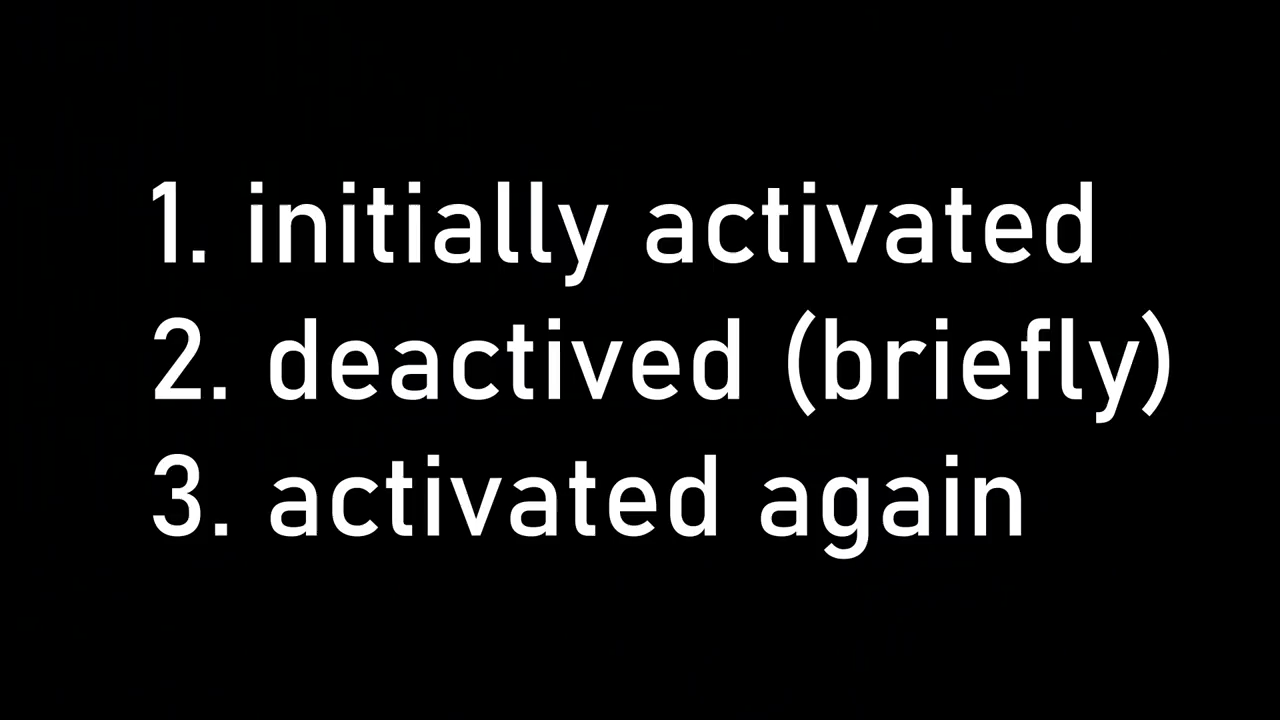 1. initially activated
2. deactived (briefly)
3. activated again